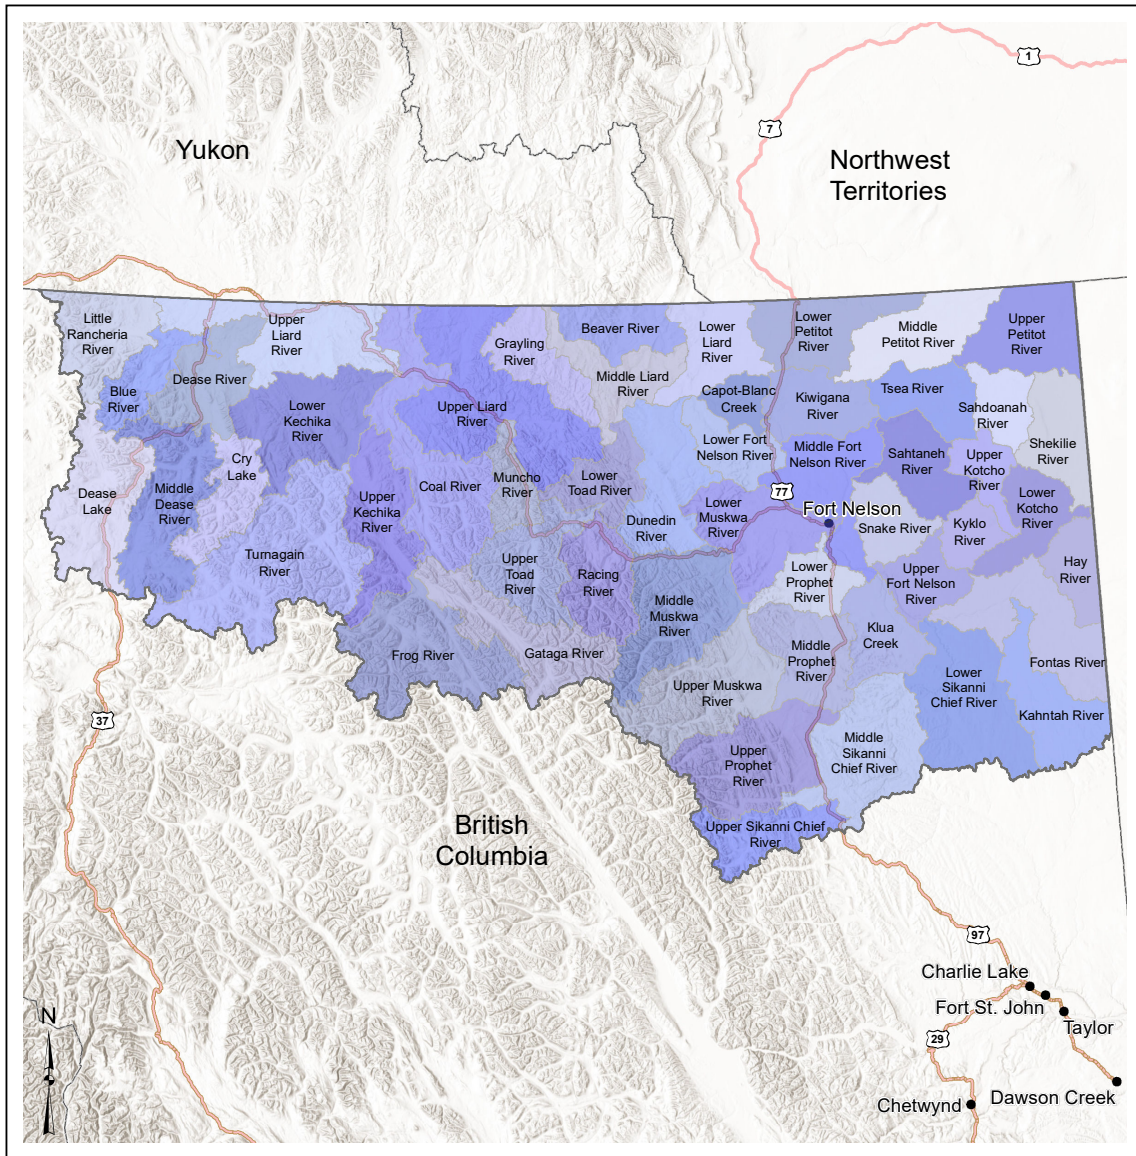 1
7
Yukon
Northwest
Territories
Little
Rancheria
River
Upper
Liard
River
Grayling
River
Beaver River
Lower
Liard
River
Lower
Petitot
River
Middle
Petitot River
Upper
Petitot
River
Blue
River
Dease River
Middle Liard
River
Capot-Blanc
Creek
Kiwigana
River
Tsea River
Sahdoanah
River
Lower
Kechika
River
Upper Liard
River
Lower Fort
Nelson River
Middle Fort
Nelson River
Sahtaneh
River
Upper
Kotcho
River
Shekilie
River
Cry
Lake
Dease
Lake
Middle
Dease
River
Upper
Kechika
River
Coal River
Muncho
River
Lower
Toad River
Dunedin
River
Lower
Muskwa
River
77
Fort Nelson
Snake River
Kyklo
River
Lower
Kotcho
River
Turnagain
River
Upper
Toad
River
Racing
River
Middle
Muskwa
River
Lower
Prophet
River
Upper
Fort Nelson
River
Hay
River
Frog River
Gataga River
Upper Muskwa
River
Middle
Prophet
River
Klua
Creek
Lower
Sikanni
Chief River
Fontas River
Kahntah River
37
Upper
Prophet
River
Middle
Sikanni
Chief River
Upper Sikanni Chief
River
British
Columbia
97
Charlie Lake
Fort St. John
Taylor
29
Dawson Creek
Chetwynd
N